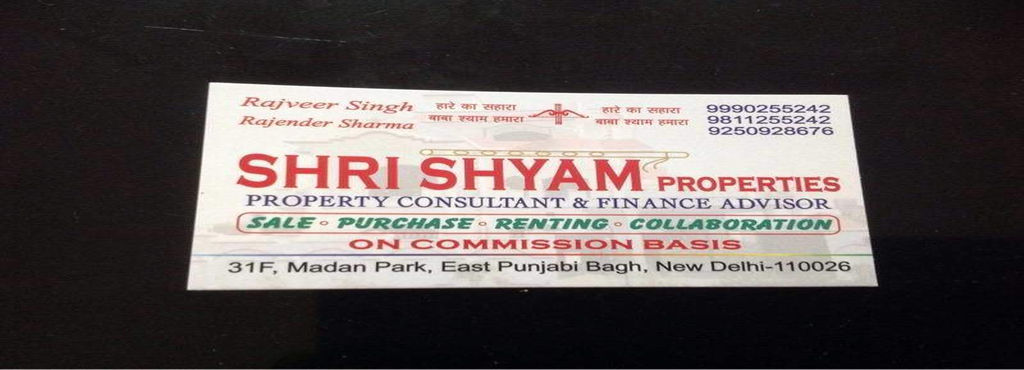 Rajveer Singh
Rajender Sharma
हारे का सहारा
बाबा श्याम हमारा
हारे का सहारा
बाबा श्याम हमारा
9990255242
9811255242
9250928676
SHRI SHYAM PROPERTIES
PROPERTY CONSULTANT & FINANCE ADVISOR
SALE ◦ PURCHASE ◦ RENTING ◦ COLLABORATION
ON COMMISSION BASIS
31F, Madan Park, East Punjabi Bagh, New Delhi-110026